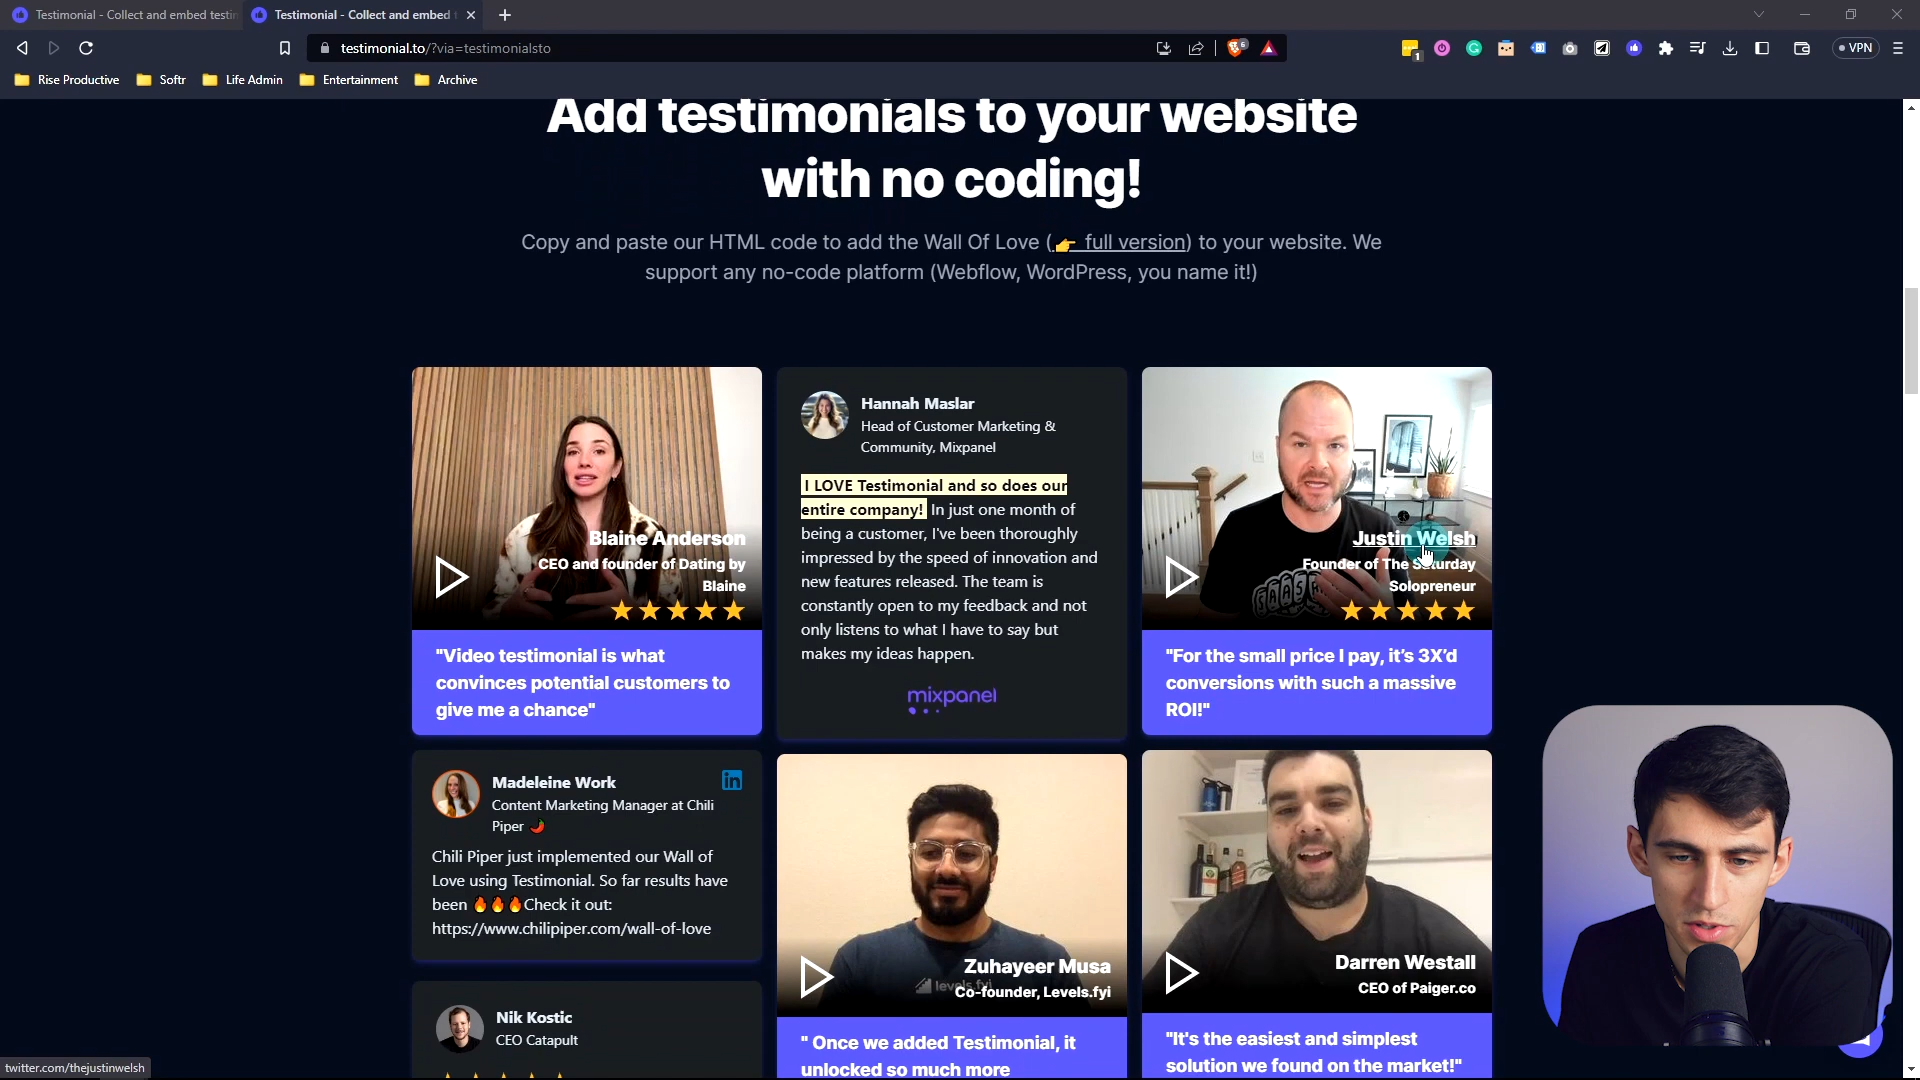 Testimonial - Collect and embed testim
Testimonial - Collect and embed t
testimonial.to/?via=testimonialsto
6
1
VPN
Rise Productive
Softr
Life Admin
Entertainment
Archive
Add testimonials to your website
with no coding!
Copy and paste our HTML code to add the Wall Of Love (👉 full version) to your website. We
support any no-code platform (Webflow, WordPress, you name it!)
Blaine Anderson
CEO and founder of Dating by
Blaine
"Video testimonial is what
convinces potential customers to
give me a chance"
Hannah Maslar
Head of Customer Marketing &
Community, Mixpanel
I LOVE Testimonial and so does our
entire company! In just one month of
being a customer, I've been thoroughly
impressed by the speed of innovation and
new features released. The team is
constantly open to my feedback and not
only listens to what I have to say but
makes my ideas happen.
mixpanel
Justin Welsh
Founder of The Saturday
Solopreneur
"For the small price I pay, it's 3X'd
conversions with such a massive
ROI!"
Madeleine Work
Content Marketing Manager at Chili
Piper 🌶️
Chili Piper just implemented our Wall of
Love using Testimonial. So far results have
been 🔥🔥🔥Check it out:
https://www.chilipiper.com/wall-of-love
Nik Kostic
CEO Catapult
levels.fyi
Zuhayeer Musa
Co-founder, Levels.fyi
" Once we added Testimonial, it
unlocked so much more
Darren Westall
CEO of Paiger.co
"It's the easiest and simplest
solution we found on the market!"
twitter.com/thejustinwelsh